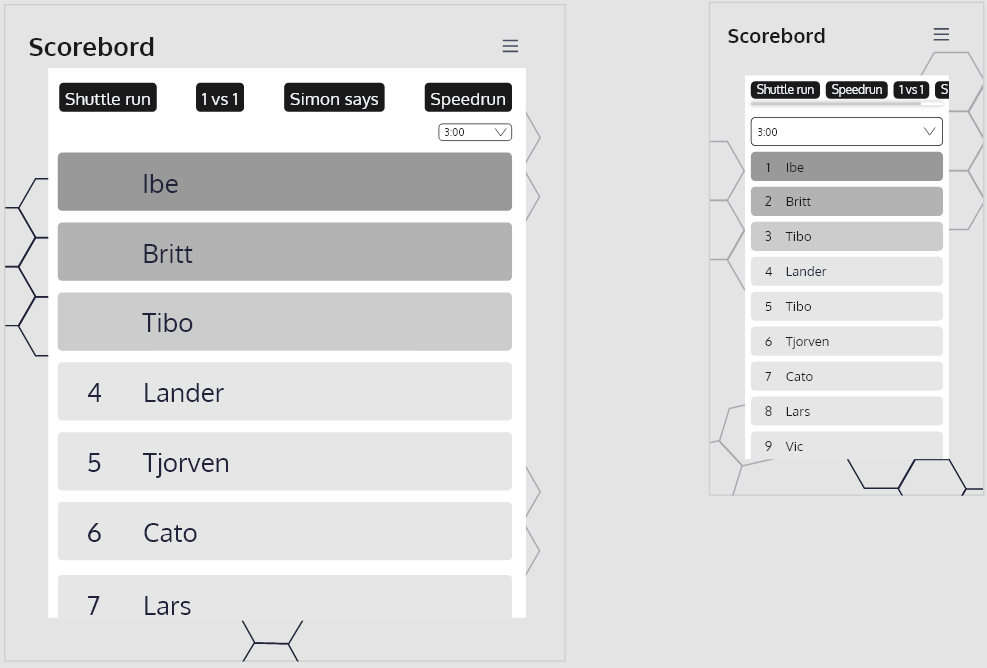 Scorebord
Shuttle run 1 vs 1 Simon says Speedrun
3:00
Ibe
Britt
Tibo
4 Lander
5 Tjorven
6 Cato
7 Lars
Scorebord
Shuttle run Speedrun 1 vs 1 S
3:00
1 Ibe
2 Britt
3 Tibo
4 Lander
5 Tibo
6 Tjorven
7 Cato
8 Lars
9 Vic